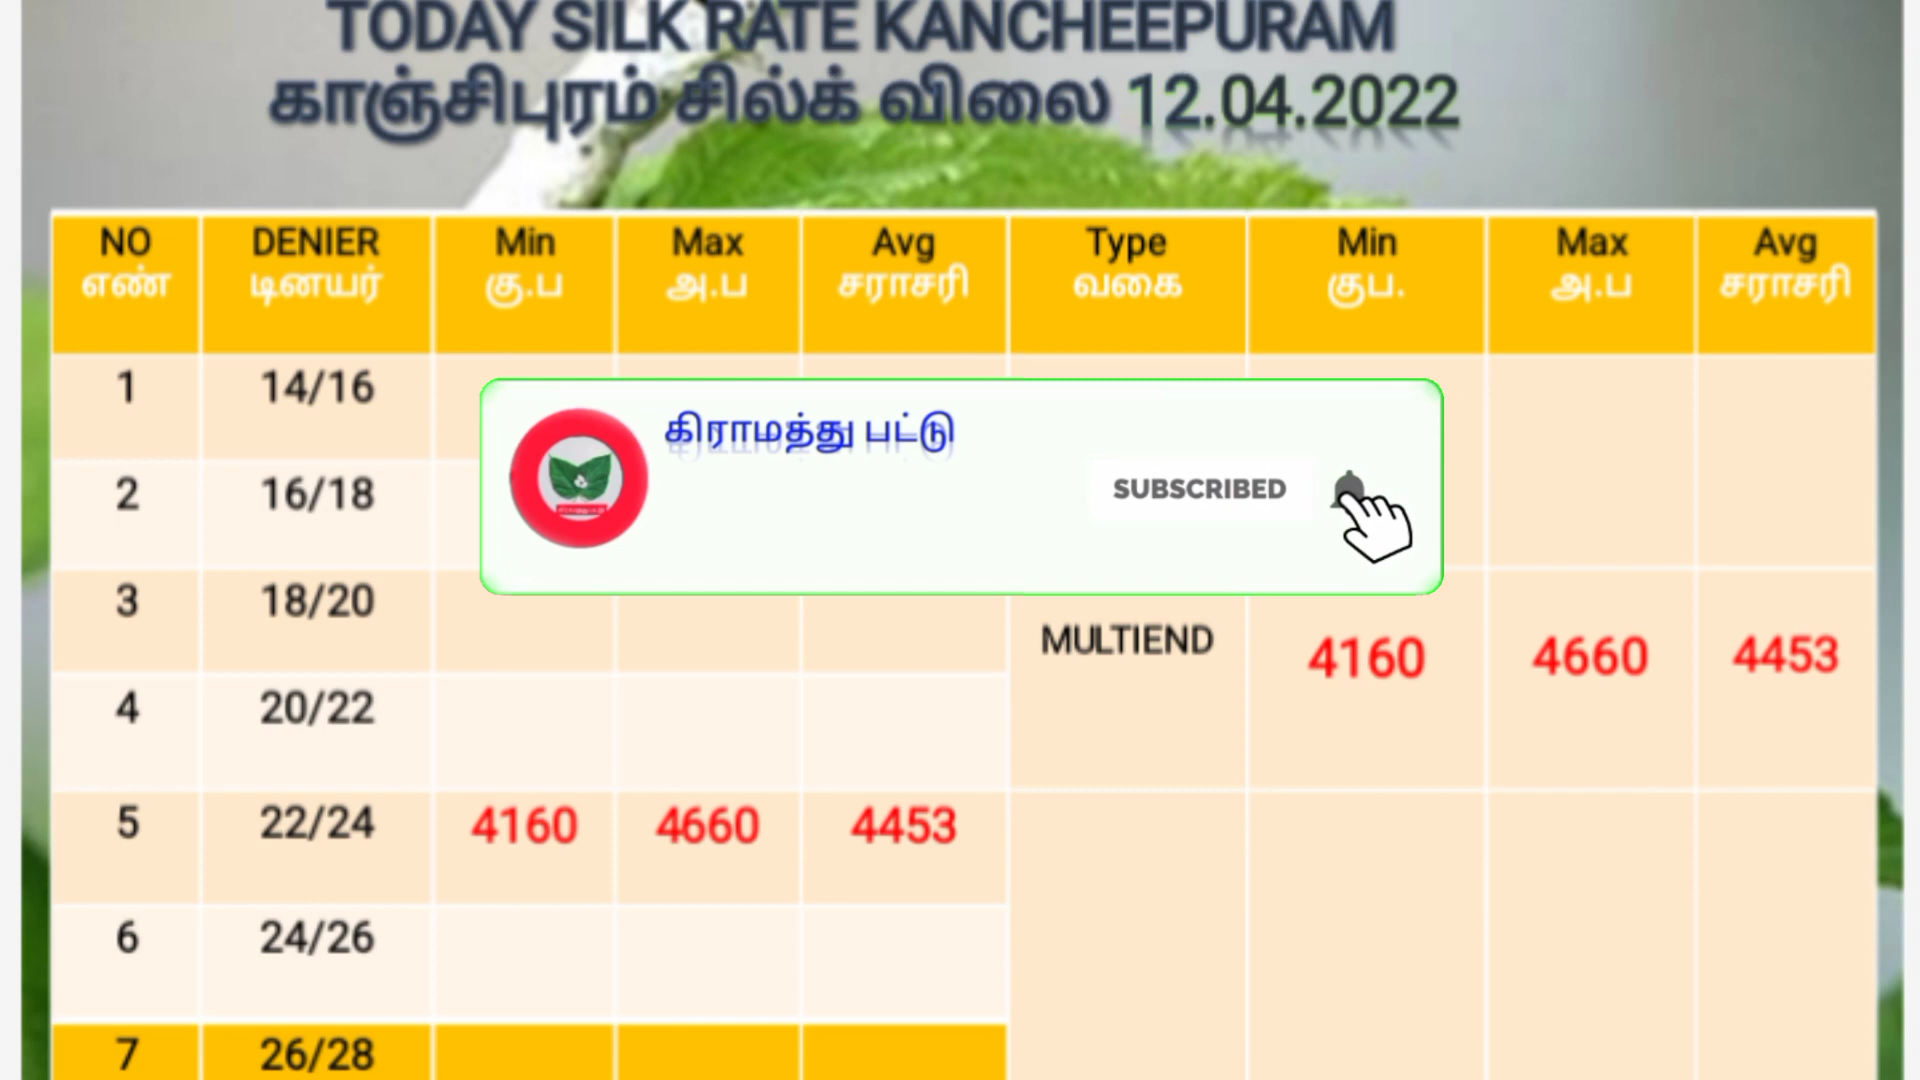 TODAY SILK RATE KANCHEEPURAM
காஞ்சிபுரம் சில்க் விலை 12.04.2022
NO DENIER Min Max Avg Type Min Max Avg
எண் டினயர் கு.ப அ.ப சராசரி வகை குப. அ.ப சராசரி
1 14/16
கிராமத்து பட்டு
SUBSCRIBED
2 16/18
3 18/20
MULTIEND 4160 4660 4453
4 20/22
5 22/24 4160 4660 4453
6 24/26
7 26/28